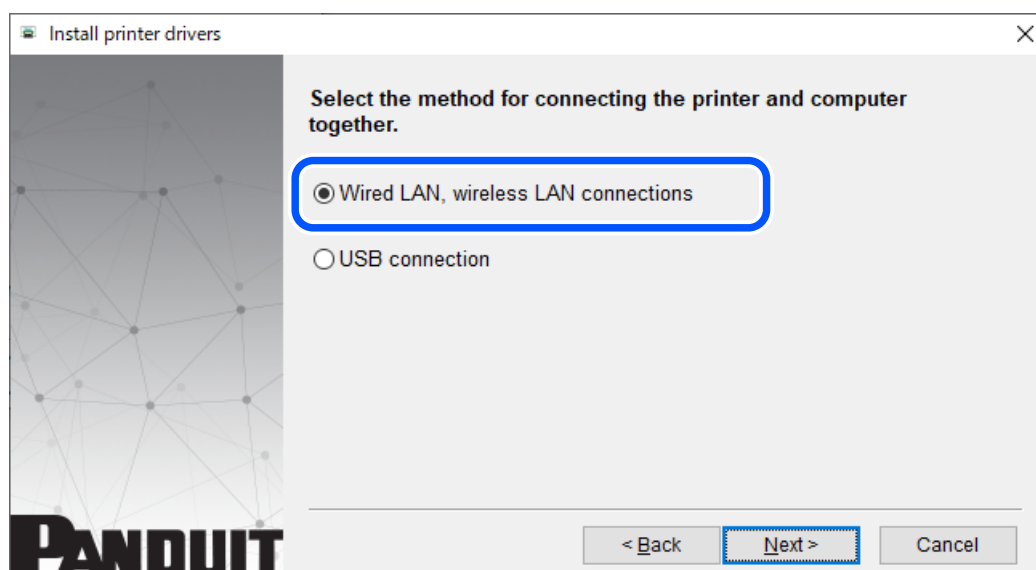 Install printer drivers
Select the method for connecting the printer and computer
together.
Wired LAN, wireless LAN connections
USB connection
PANDUIT
< Back
Next >
Cancel